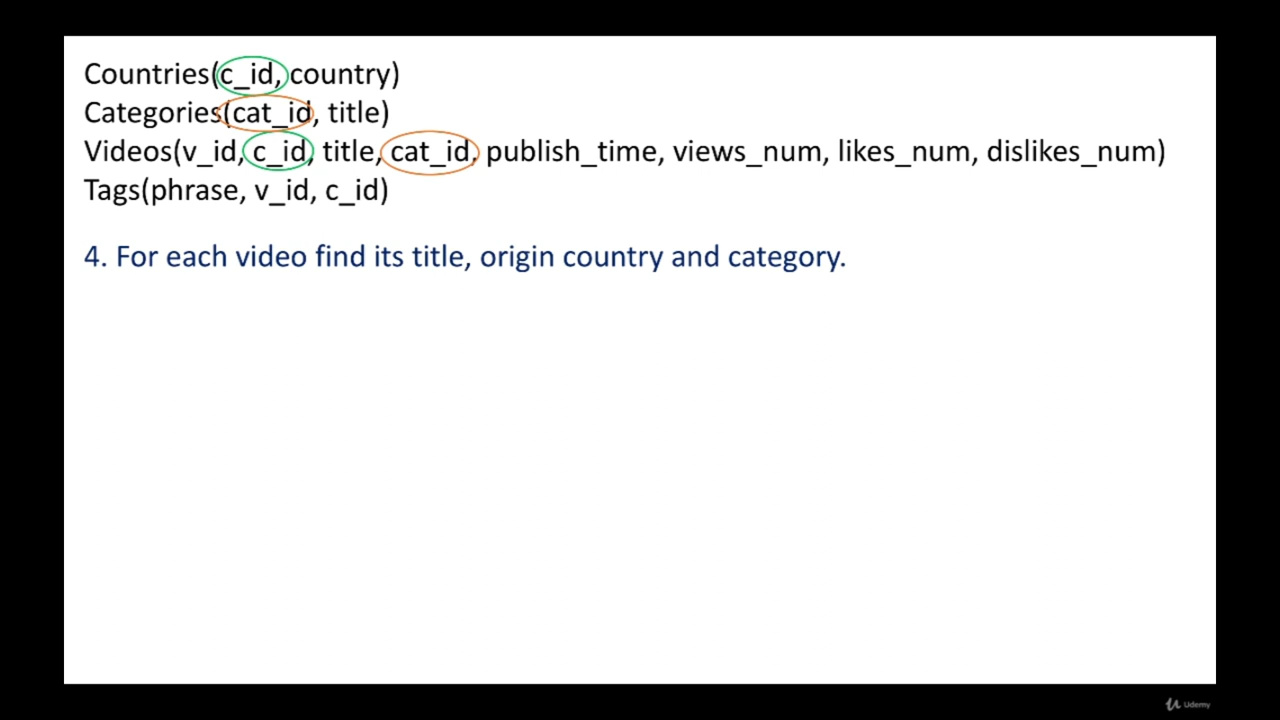 Countries(c_id, country)
Categories(cat_id, title)
Videos(v_id, c_id, title, cat_id, publish_time, views_num, likes_num, dislikes_num)
Tags(phrase, v_id, c_id)
4. For each video find its title, origin country and category.
Udemy